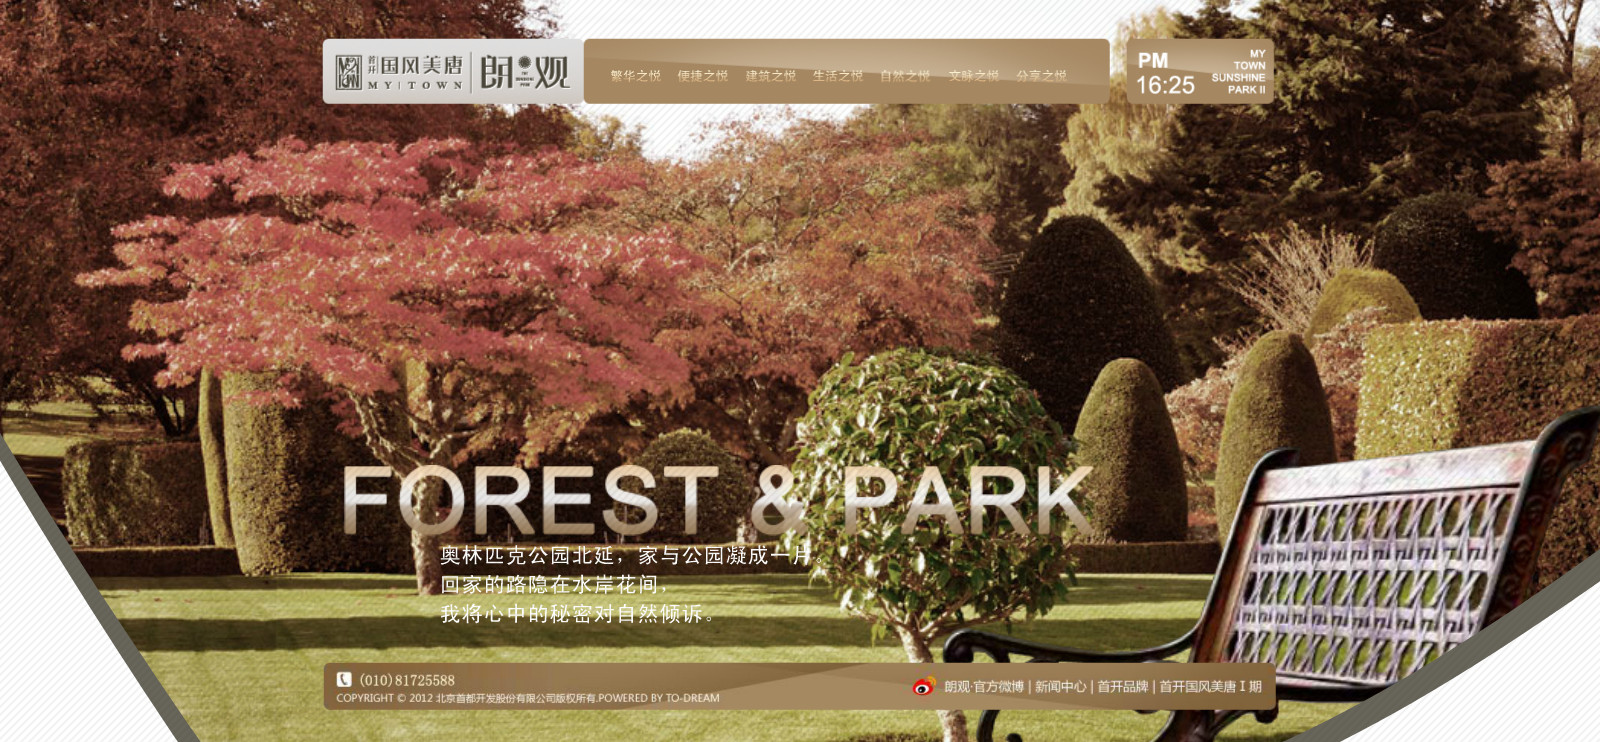 首开 国风美唐 朗观
MY TOWN
繁华之悦 便捷之悦 建筑之悦 生活之悦 自然之悦 文脉之悦 分享之悦
PM
16:25
MY
TOWN
SUNSHINE
PARK II
FOREST & PARK
奥林匹克公园北延，家与公园凝成一片。
回家的路隐在水岸花间，
我将心中的秘密对自然倾诉。
(010)81725588
COPYRIGHT © 2012 北京首都开发股份有限公司版权所有.POWERED BY TO-DREAM
朗观·官方微博 | 新闻中心 | 首开品牌 | 首开国风美唐 I 期